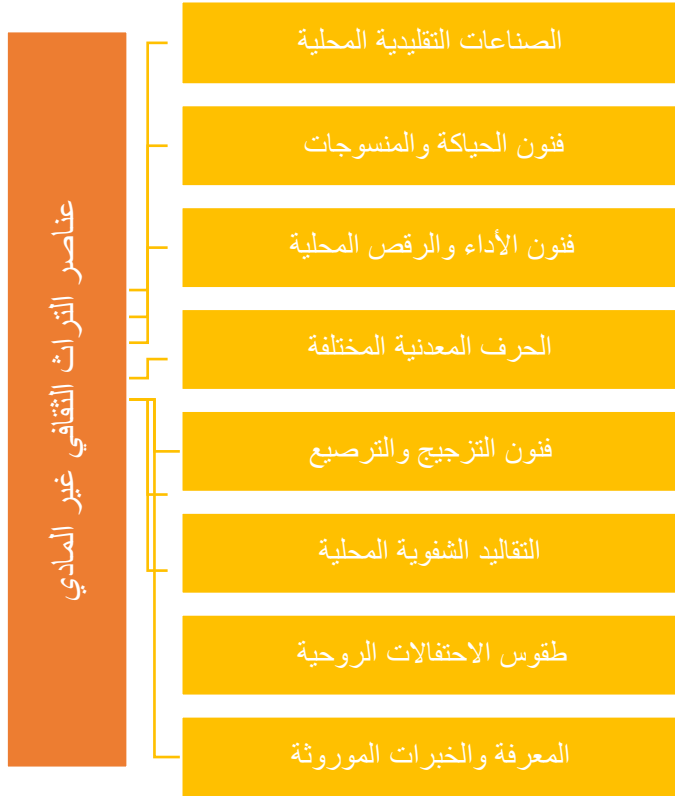 عناصر التراث الثقافي غير المادي
الصناعات التقليدية المحلية
فنون الحياكة والمنسوجات
فنون الأداء والرقص المحلية
الحرف المعدنية المختلفة
فنون التزجيج والترصيع
التقاليد الشفوية المحلية
طقوس الاحتفالات الروحية
المعرفة والخبرات الموروثة